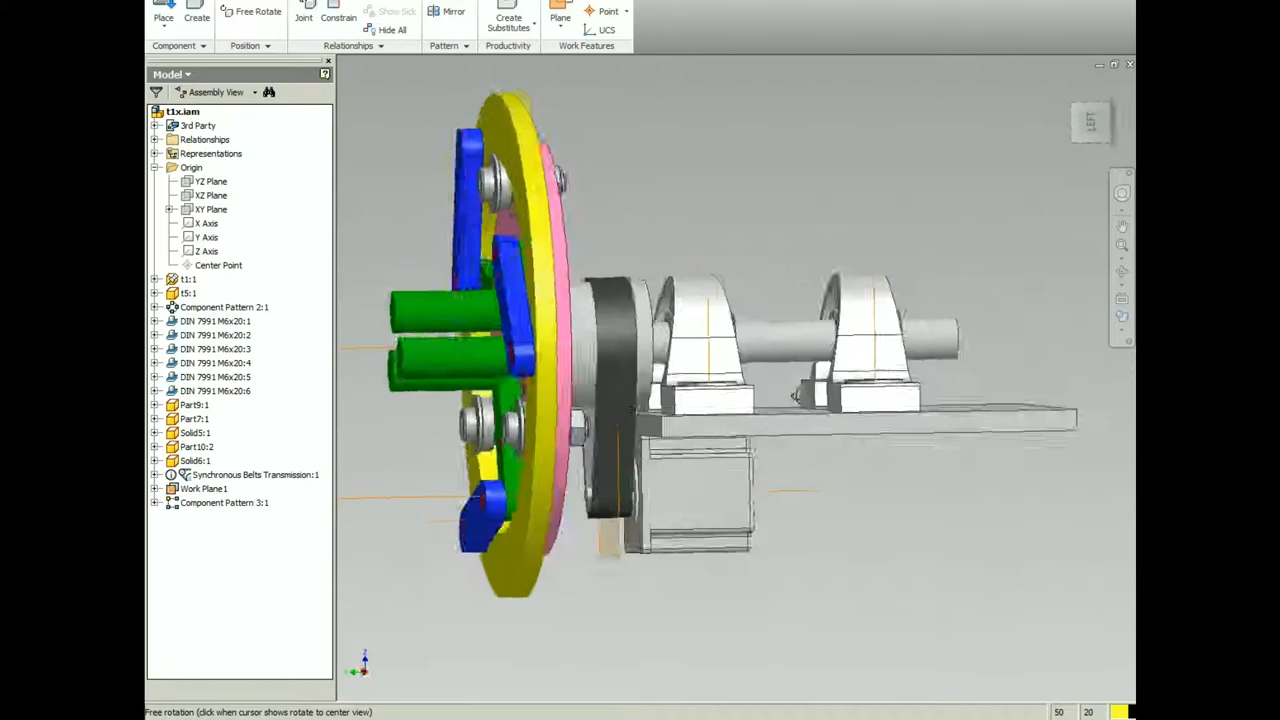 Place
Create
Free Rotate
Joint
Constrain
Show Sick
Hide All
Mirror
Create Substitutes
Plane
Point
UCS
Component
Position
Relationships
Pattern
Productivity
Work Features
Model
Assembly View
t1x.iam
3rd Party
Relationships
Representations
Origin
YZ Plane
XZ Plane
XY Plane
X Axis
Y Axis
Z Axis
Center Point
t1:1
t5:1
Component Pattern 2:1
DIN 7991 M6x20:1
DIN 7991 M6x20:2
DIN 7991 M6x20:3
DIN 7991 M6x20:4
DIN 7991 M6x20:5
DIN 7991 M6x20:6
Part9:1
Part7:1
Solid5:1
Part10:2
Solid6:1
Synchronous Belts Transmission:1
Work Plane1
Component Pattern 3:1
LEFT
Z
Free rotation (click when cursor shows rotate to center view)
50
20